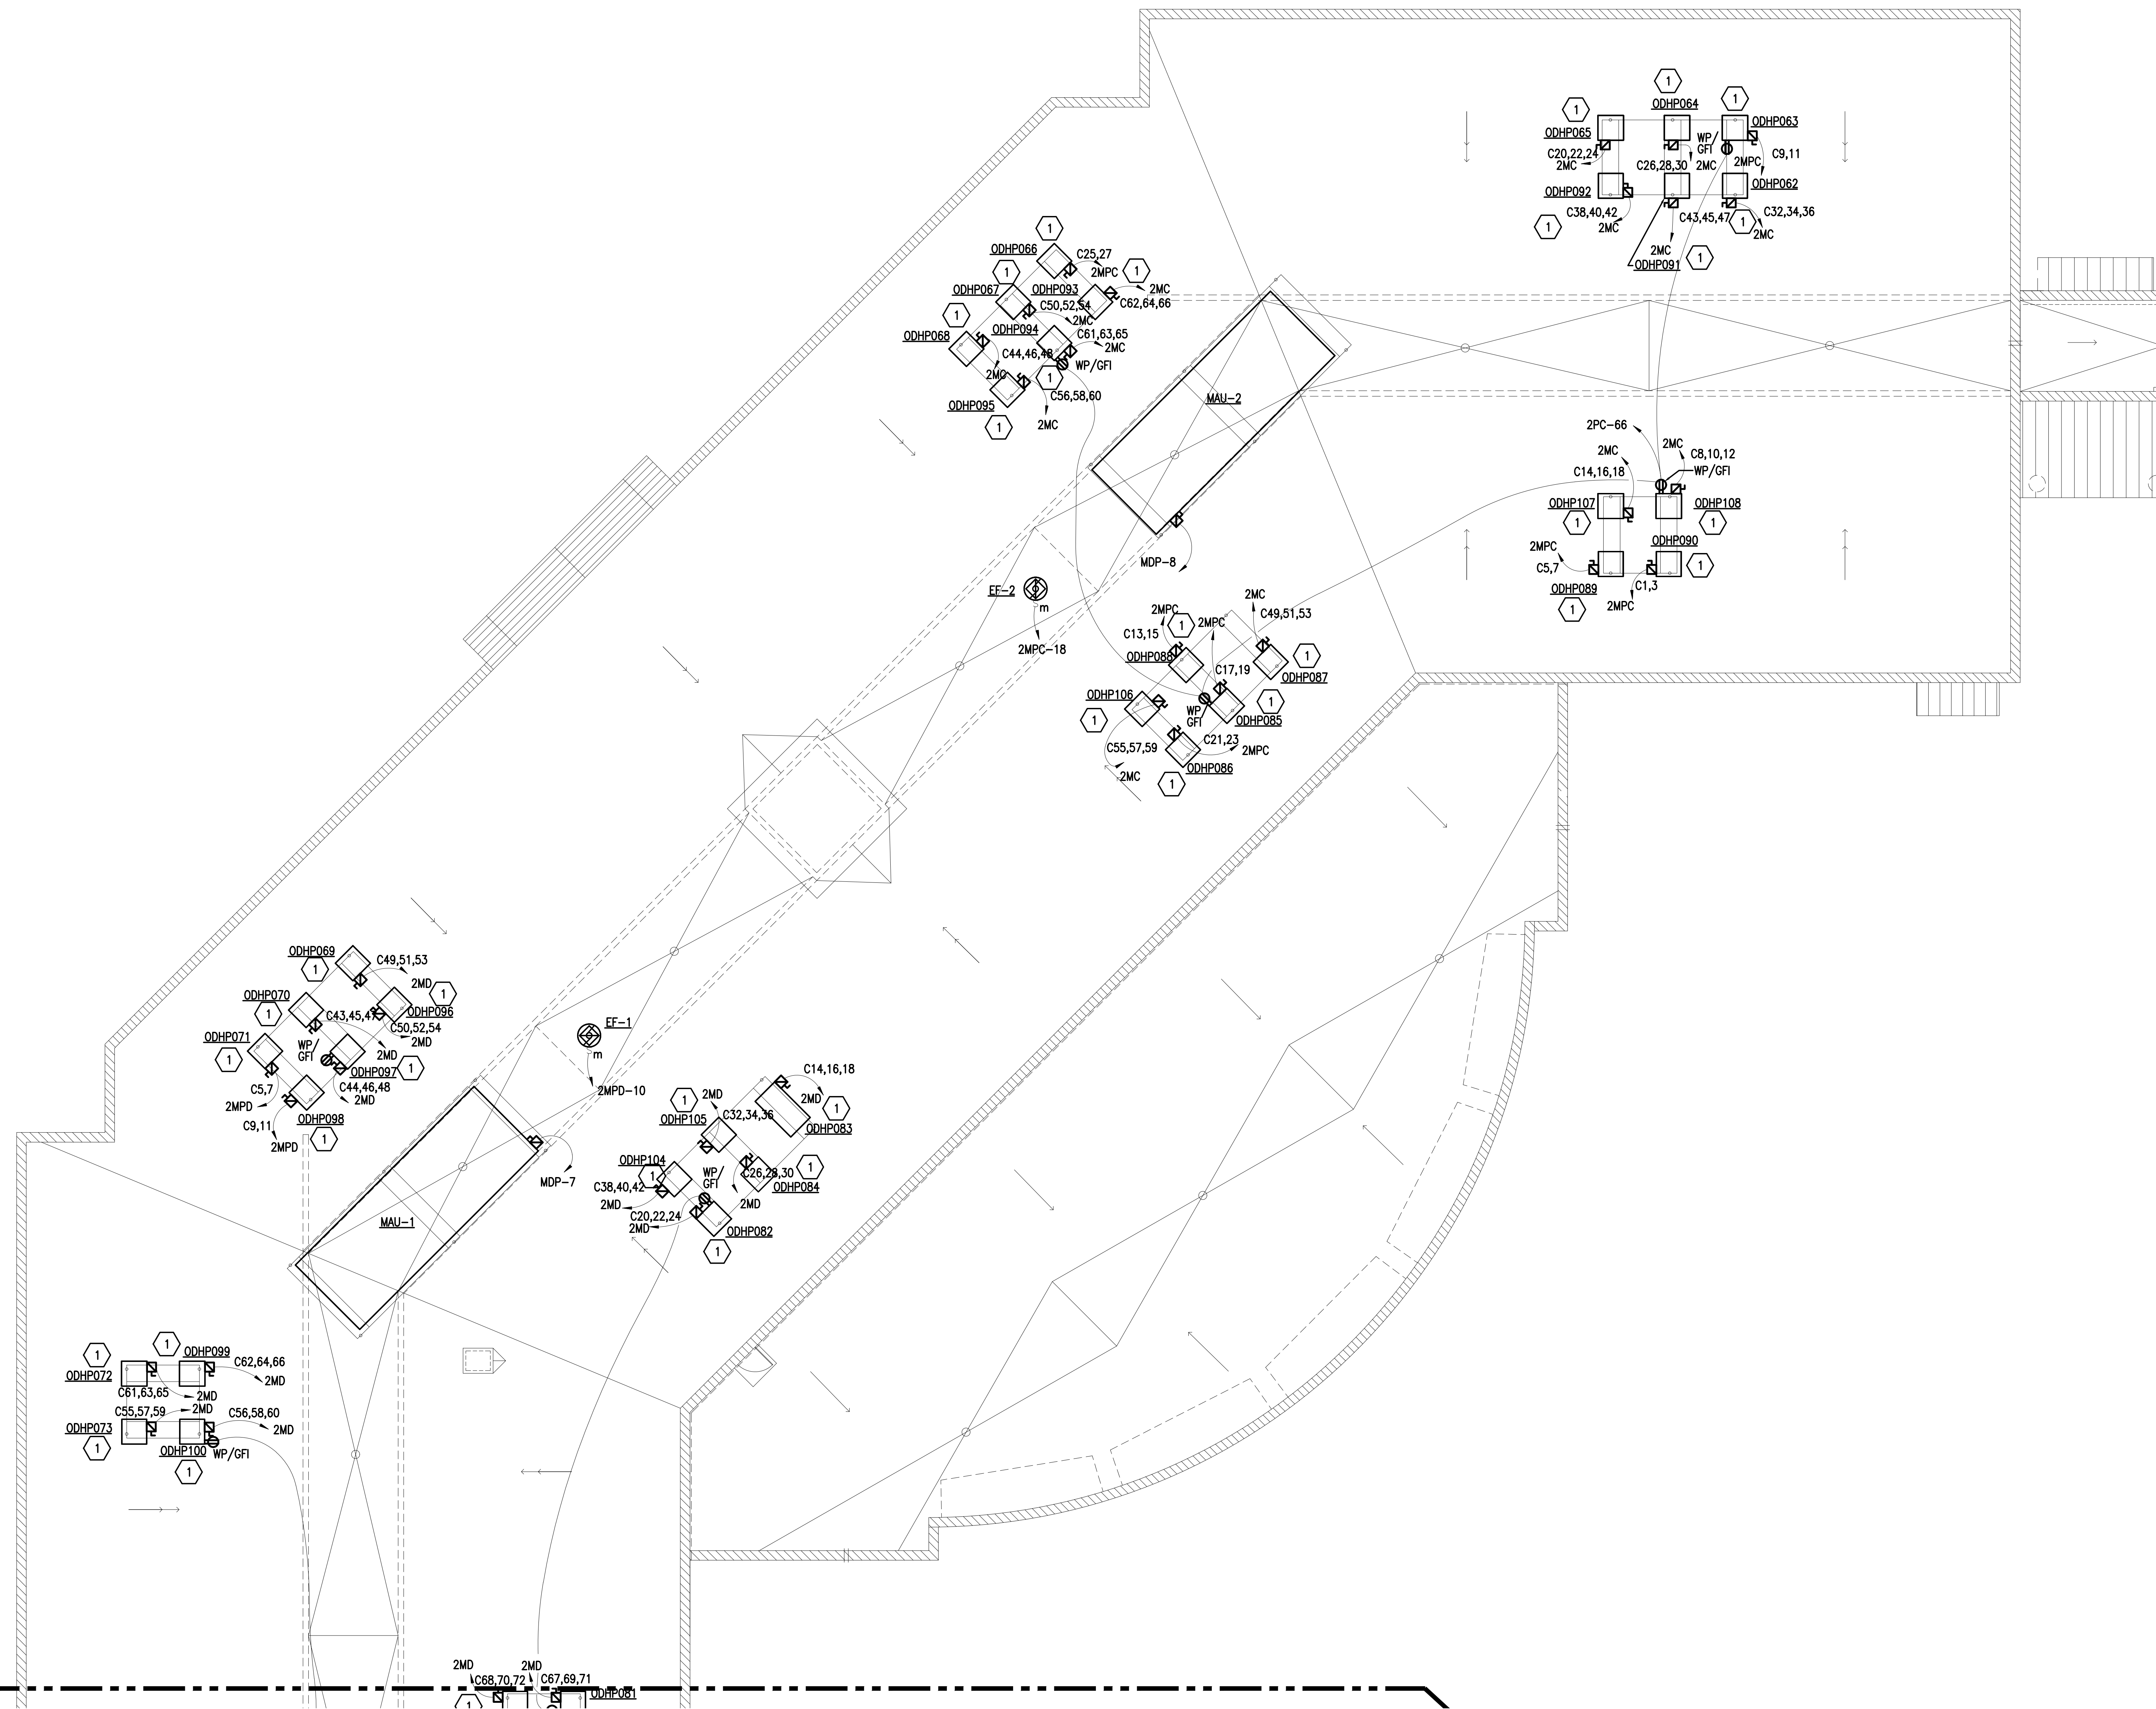 1
ODHP064
1
1
ODHP065
ODHP063
WP/
GFI
C20,22,24
2MC
C26,28,30
2MC
2MPC
C9,11
ODHP092
ODHP062
C38,40,42
2MC
1
C43,45,47
1
C32,34,36
2MC
2MC
ODHP091
1
1
ODHP066
C25,27
2MPC
1
1
ODHP067
ODHP093
2MC
C62,64,66
C50,52,54
2MC
1
ODHP068
ODHP094
C61,63,65
2MC
C44,46,48
2MC
WP/GFI
1
C56,58,60
ODHP095
1
2MC
MAU-2
MDP-8
2PC-66
2MC
2MC
C8,10,12
C14,16,18
WP/GFI
ODHP107
ODHP108
1
1
2MPC
ODHP090
C5,7
1
ODHP089
C1,3
1
2MPC
EF-2
m
2MPC-18
2MC
2MPC
C49,51,53
1
2MPC
C13,15
ODHP088
1
C17,19
ODHP087
ODHP106
1
WP/
GFI
1
ODHP085
C55,57,59
C21,23
2MPC
2MC
ODHP086
1
ODHP069
C49,51,53
1
2MD
1
ODHP070
1
C43,45,47
ODHP096
C50,52,54
2MD
ODHP071
WP/
GFI
1
2MD
1
ODHP097
C5,7
C44,46,48
2MPD
2MD
C9,11
ODHP098
1
2MPD
EF-1
m
2MPD-10
MDP-7
MAU-1
C14,16,18
1
2MD
2MD
1
ODHP105
C32,34,36
ODHP083
ODHP104
1
WP/
GFI
C26,28,30
1
C38,40,42
ODHP084
2MD
2MD
C20,22,24
2MD
ODHP082
1
1
1
ODHP099
C62,64,66
ODHP072
2MD
C61,63,65
2MD
C55,57,59
2MD
C56,58,60
ODHP073
2MD
1
ODHP100
WP/GFI
1
2MD
2MD
C68,70,72
C67,69,71
1
ODHP081